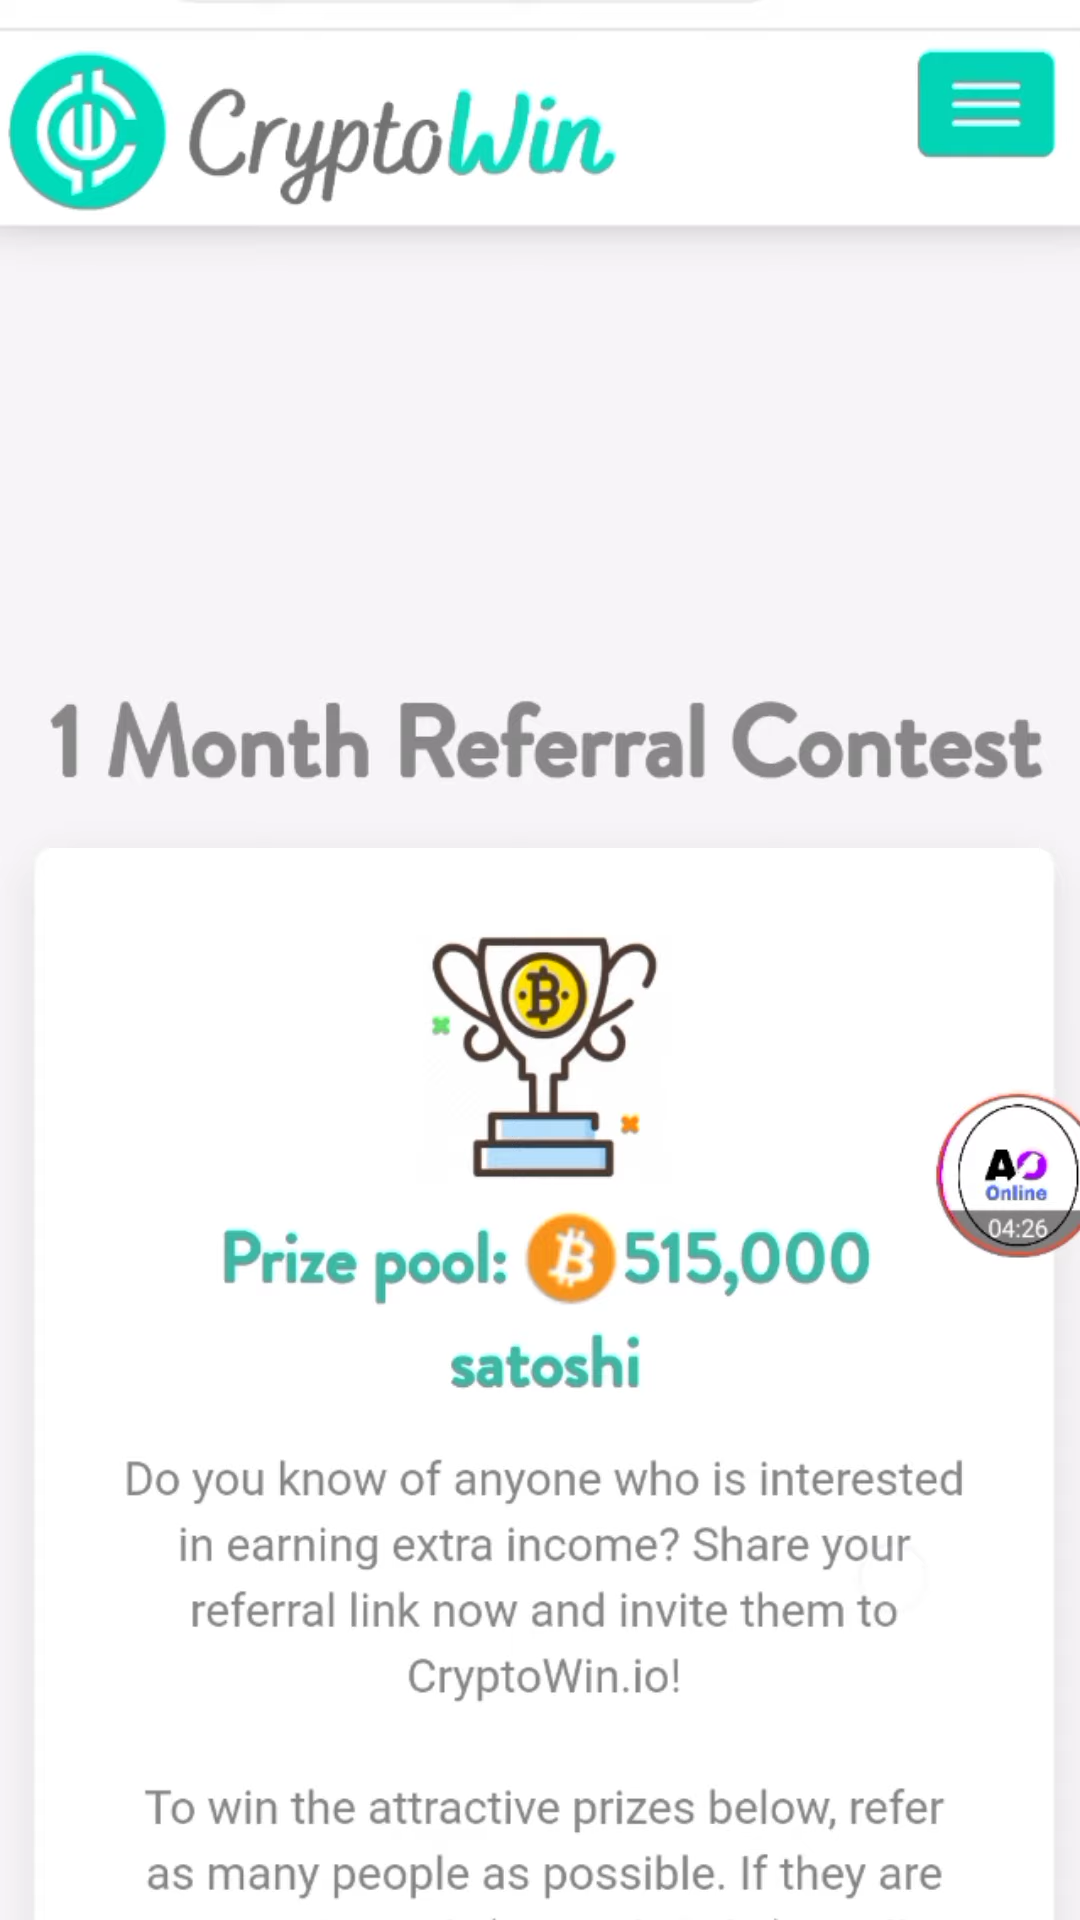 CryptoWin
1 Month Referral Contest
Prize pool: 515,000
satoshi
AO
Online
04:26
Do you know of anyone who is interested
in earning extra income? Share your
referral link now and invite them to
CryptoWin.io!
To win the attractive prizes below, refer
as many people as possible. If they are